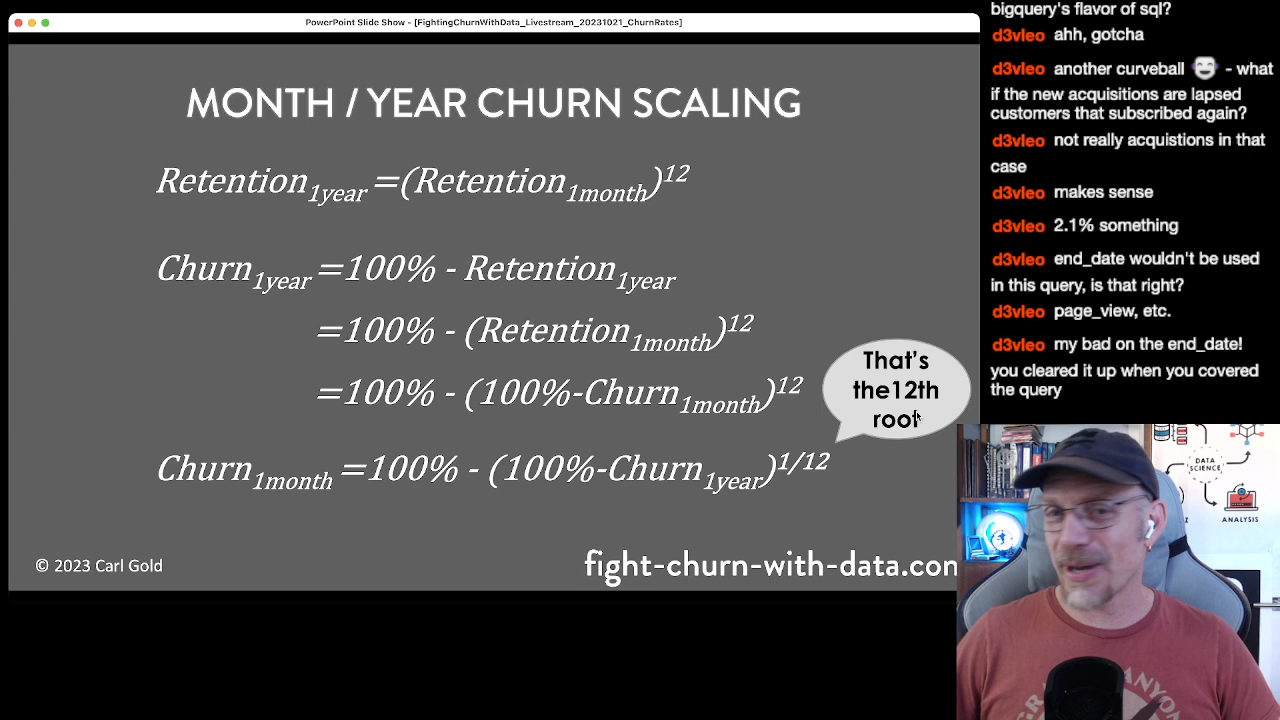 PowerPoint Slide Show - [FightingChurnWithData_Livestream_20231021_ChurnRates]
MONTH / YEAR CHURN SCALING
Retention1year =(Retention1month)^12
Churn1year =100% - Retention1year
=100% - (Retention1month)^12
=100% - (100%-Churn1month)^12
That's
the12th
root
Churn1month =100% - (100%-Churn1year)^1/12
© 2023 Carl Gold
fight-churn-with-data.con
bigquery's flavor of sql?
d3vleo ahh, gotcha
d3vleo another curveball - what
if the new acquisitions are lapsed
customers that subscribed again?
d3vleo not really acquistions in that
case
d3vleo makes sense
d3vleo 2.1% something
d3vleo end_date wouldn't be used
in this query, is that right?
d3vleo page_view, etc.
d3vleo my bad on the end_date!
you cleared it up when you covered
the query
DATA
SCIENCE
ANALYSIS